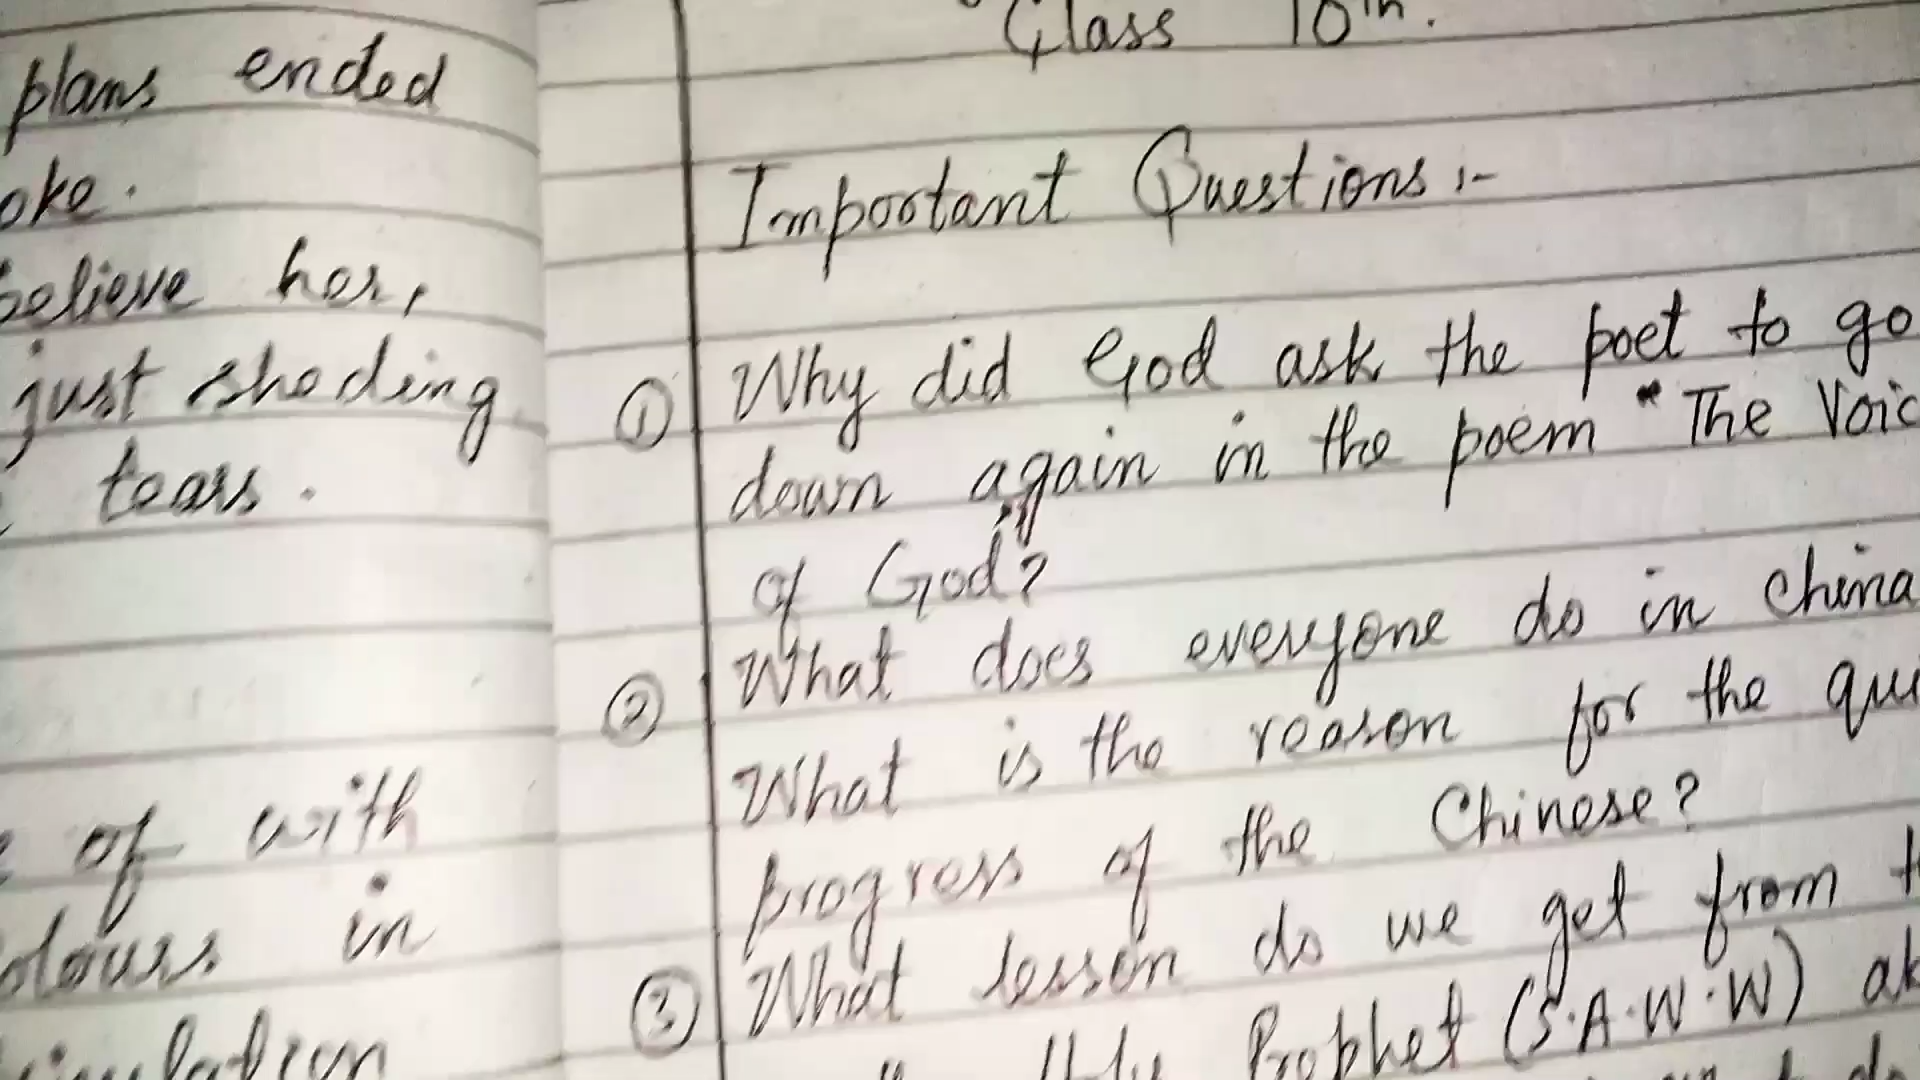 plans ended
oke.
believe her,
just sheding
tears.
of with
in
Class 10th.
Important Questions :-
① Why did God ask the poet to go
down again in the poem "The Voic
of God"?
② What does everyone do in China
What is the reason for the qui
progress of the Chinese?
③ What lesson do we get from t
Prophet (S.A.W.W) ab